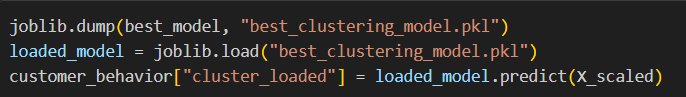 joblib.dump(best_model, "best_clustering_model.pkl")
loaded_model = joblib.load("best_clustering_model.pkl")
customer_behavior["cluster_loaded"] = loaded_model.predict(X_scaled)